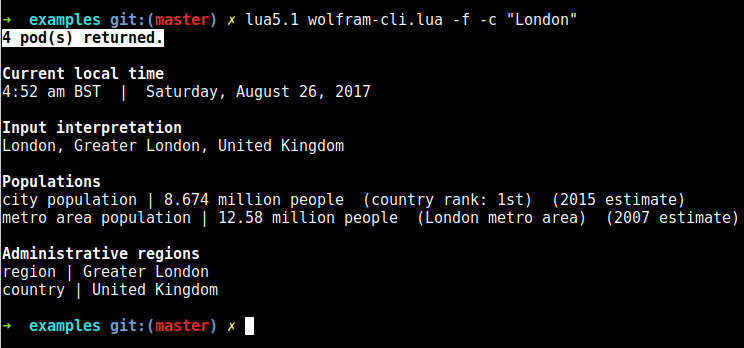 ➜  examples git:(master) ✗ lua5.1 wolfram-cli.lua -f -c "London"
4 pod(s) returned.
Current local time
4:52 am BST  |  Saturday, August 26, 2017
Input interpretation
London, Greater London, United Kingdom
Populations
city population | 8.674 million people  (country rank: 1st)  (2015 estimate)
metro area population | 12.58 million people  (London metro area)  (2007 estimate)
Administrative regions
region | Greater London
country | United Kingdom
➜  examples git:(master) ✗